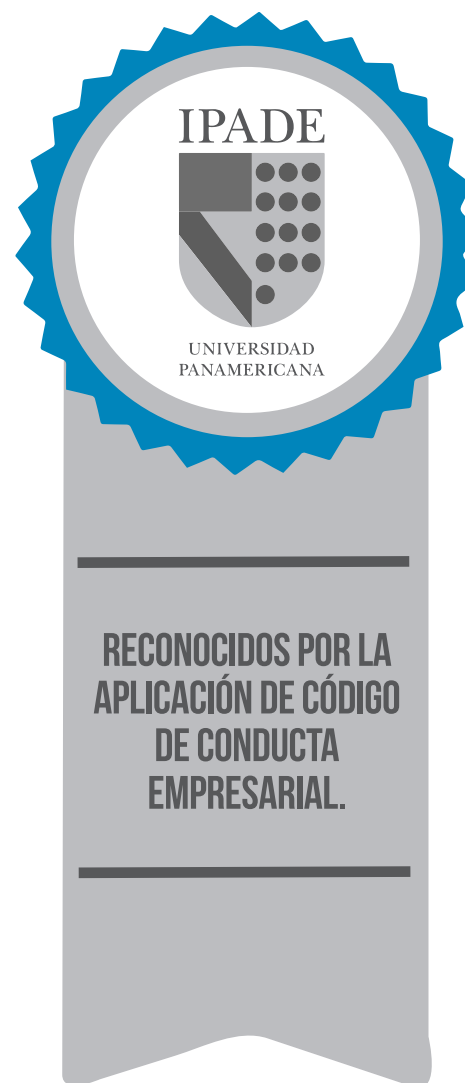 IPADE
UNIVERSIDAD
PANAMERICANA
RECONOCIDOS POR LA
APLICACIÓN DE CÓDIGO
DE CONDUCTA
EMPRESARIAL.